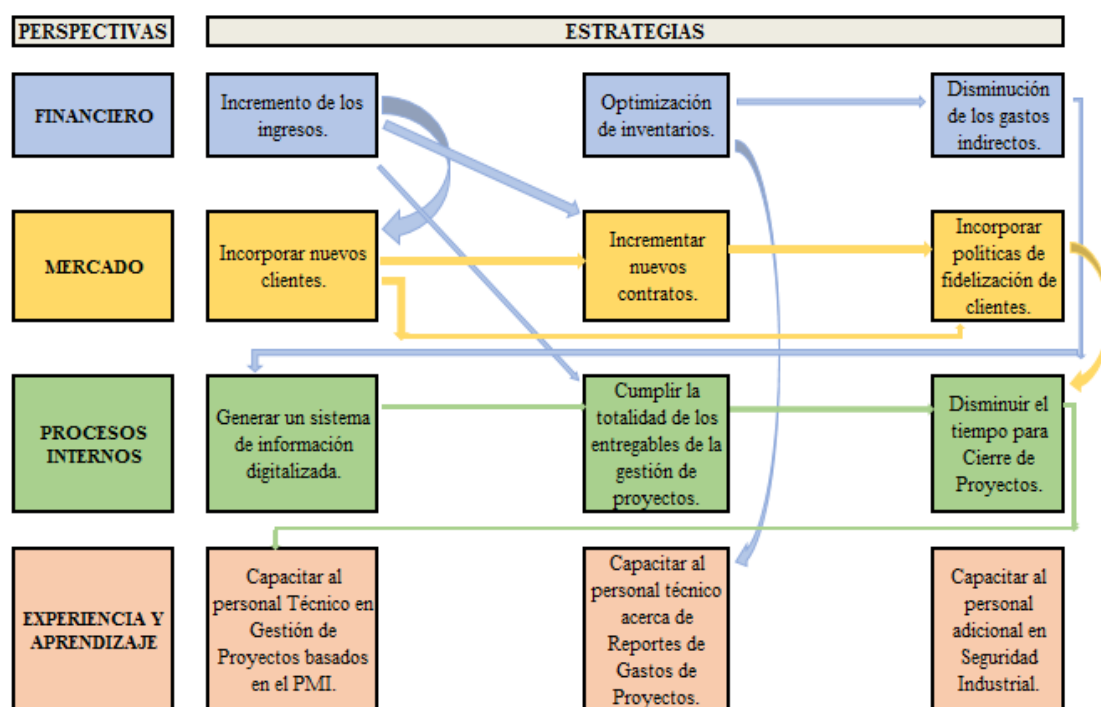 PERSPECTIVAS
ESTRATEGIAS
FINANCIERO
Incremento de los
ingresos.
Optimización
de inventarios.
Disminución
de los gastos
indirectos.
MERCADO
Incorporar nuevos
clientes.
Incrementar
nuevos
contratos.
Incorporar
políticas de
fidelización de
clientes.
PROCESOS
INTERNOS
Generar un sistema
de información
digitalizada.
Cumplir la
totalidad de los
entregables de la
gestión de
proyectos.
Disminuir el
tiempo para
Cierre de
Proyectos.
EXPERIENCIA Y
APRENDIZAJE
Capacitar al
personal Técnico en
Gestión de
Proyectos basados
en el PMI.
Capacitar al
personal técnico
acerca de
Reportes de
Gastos de
Proyectos.
Capacitar al
personal
adicional en
Seguridad
Industrial.